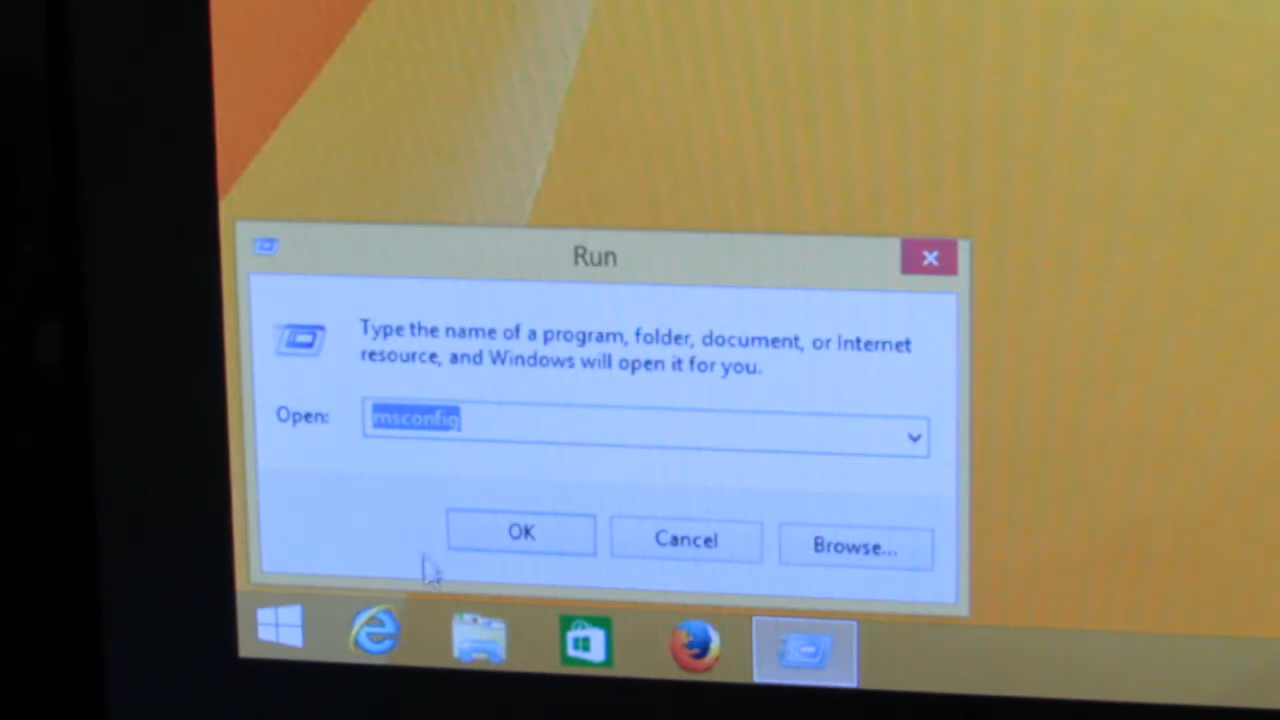 Run
Type the name of a program, folder, document, or Internet
resource, and Windows will open it for you.
Open: msconfig
OK Cancel Browse...